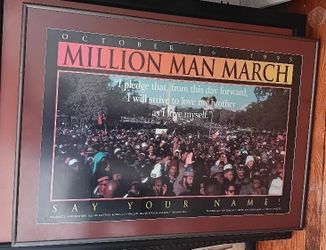 OCTOBER 16, 1995
MILLION MAN MARCH
"I pledge that, from this day forward,
I will strive to love my brother
as I love myself."
SAY YOUR NAME!